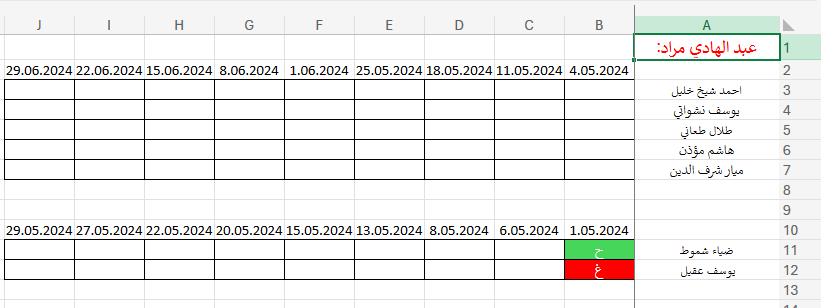 A B C D E F G H I J
1 عبد الهادي مراد:
2 4.05.2024 11.05.2024 18.05.2024 25.05.2024 1.06.2024 8.06.2024 15.06.2024 22.06.2024 29.06.2024
3 احمد شيخ خليل
4 يوسف نشواتي
5 طلال طعاني
6 هاشم مؤذن
7 ميار شرف الدين
8
9
10 1.05.2024 6.05.2024 8.05.2024 13.05.2024 15.05.2024 20.05.2024 22.05.2024 27.05.2024 29.05.2024
11 ضياء شموط ح
12 يوسف عقيل غ
13